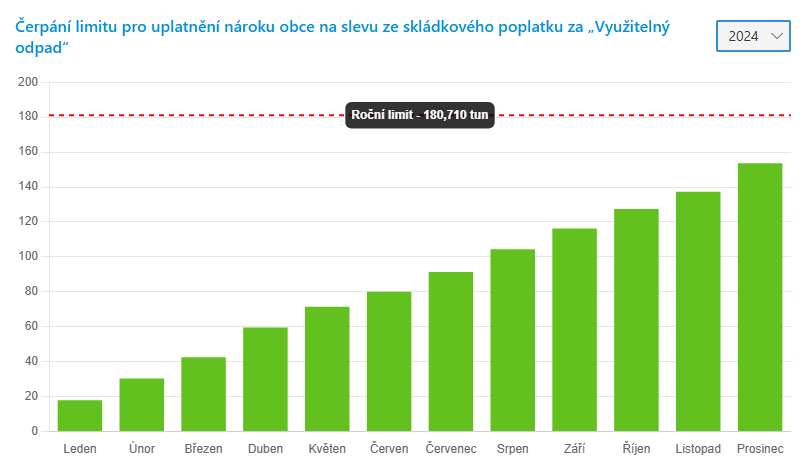 Čerpání limitu pro uplatnění nároku obce na slevu ze skládkového poplatku za „Využitelný
odpad“
2024
200
180
160
140
120
100
80
60
40
20
0
Roční limit - 180,710 tun
Leden
Únor
Březen
Duben
Květen
Červen
Červenec
Srpen
Září
Říjen
Listopad
Prosinec